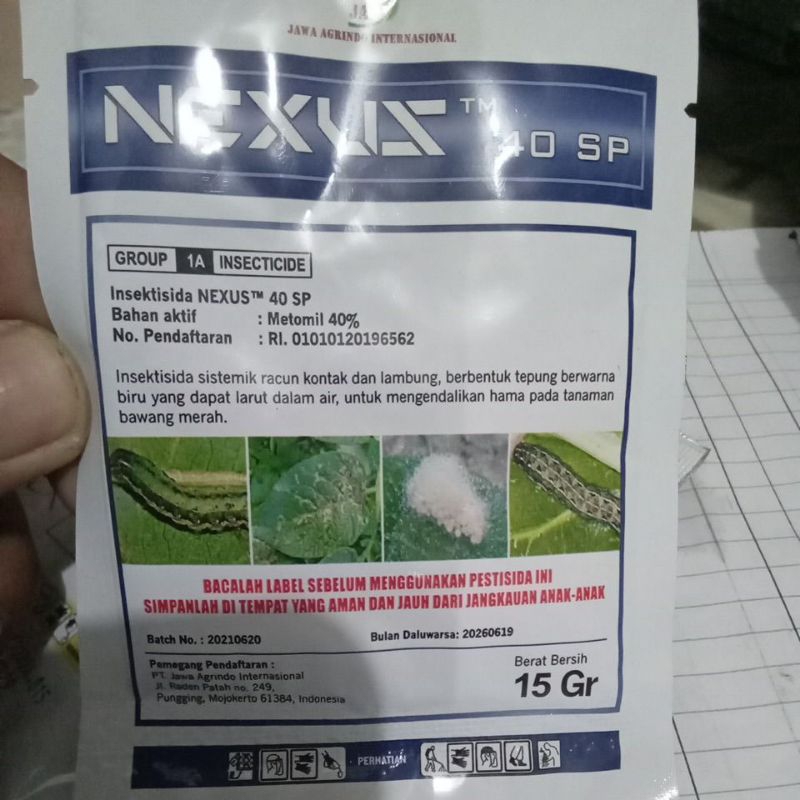 JA
JAWA AGRINDO INTERNASIONAL
NEXUS™ 40 SP
GROUP 1A INSECTICIDE
Insektisida NEXUS™ 40 SP
Bahan aktif : Metomil 40%
No. Pendaftaran : RI. 01010120196562
Insektisida sistemik racun kontak dan lambung, berbentuk tepung berwarna
biru yang dapat larut dalam air, untuk mengendalikan hama pada tanaman
bawang merah.
BACALAH LABEL SEBELUM MENGGUNAKAN PESTISIDA INI
SIMPANLAH DI TEMPAT YANG AMAN DAN JAUH DARI JANGKAUAN ANAK-ANAK
Batch No. : 20210620 Bulan Daluwarsa: 20260619
Pemegang Pendaftaran :
PT. Jawa Agrindo Internasional
Jl. Raden Patah no. 249,
Pungging, Mojokerto 61384, Indonesia
Berat Bersih
15 Gr
PERHATIAN